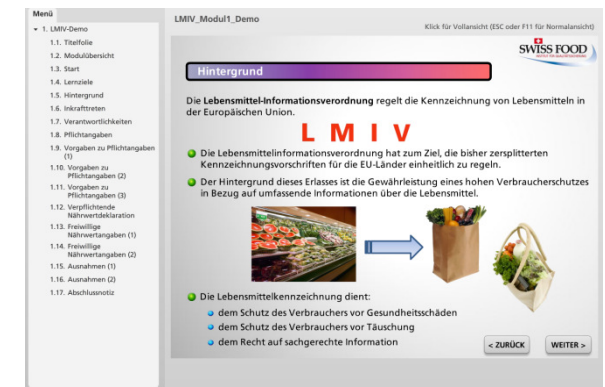 Menü
1. LMIV-Demo
1.1. Titelfolie
1.2. Modulübersicht
1.3. Start
1.4. Lernziele
1.5. Hintergrund
1.6. Inkrafttreten
1.7. Verantwortlichkeiten
1.8. Pflichtangaben
1.9. Vorgaben zu Pflichtangaben
(1)
1.10. Vorgaben zu
Pflichtangaben (2)
1.11. Vorgaben zu
Pflichtangaben (3)
1.12. Verpflichtende
Nährwertdeklaration
1.13. Freiwillige
Nährwertangaben (1)
1.14. Freiwillige
Nährwertangaben (2)
1.15. Ausnahmen (1)
1.16. Ausnahmen (2)
1.17. Abschlussnotiz
LMIV_Modul1_Demo
Klick für Vollansicht (ESC oder F11 für Normalansicht)
SWISS FOOD
Hintergrund
Die Lebensmittel-Informationsverordnung regelt die Kennzeichnung von Lebensmitteln in
der Europäischen Union.
L M I V
Die Lebensmittelinformationsverordnung hat zum Ziel, die bisher zersplitterten
Kennzeichnungsvorschriften für die EU-Länder einheitlich zu regeln.
Der Hintergrund dieses Erlasses ist die Gewährleistung eines hohen Verbraucherschutzes
in Bezug auf umfassende Informationen über die Lebensmittel.
Die Lebensmittelkennzeichnung dient:
dem Schutz des Verbrauchers vor Gesundheitsschäden
dem Schutz des Verbrauchers vor Täuschung
dem Recht auf sachgerechte Information
< ZURÜCK
WEITER >